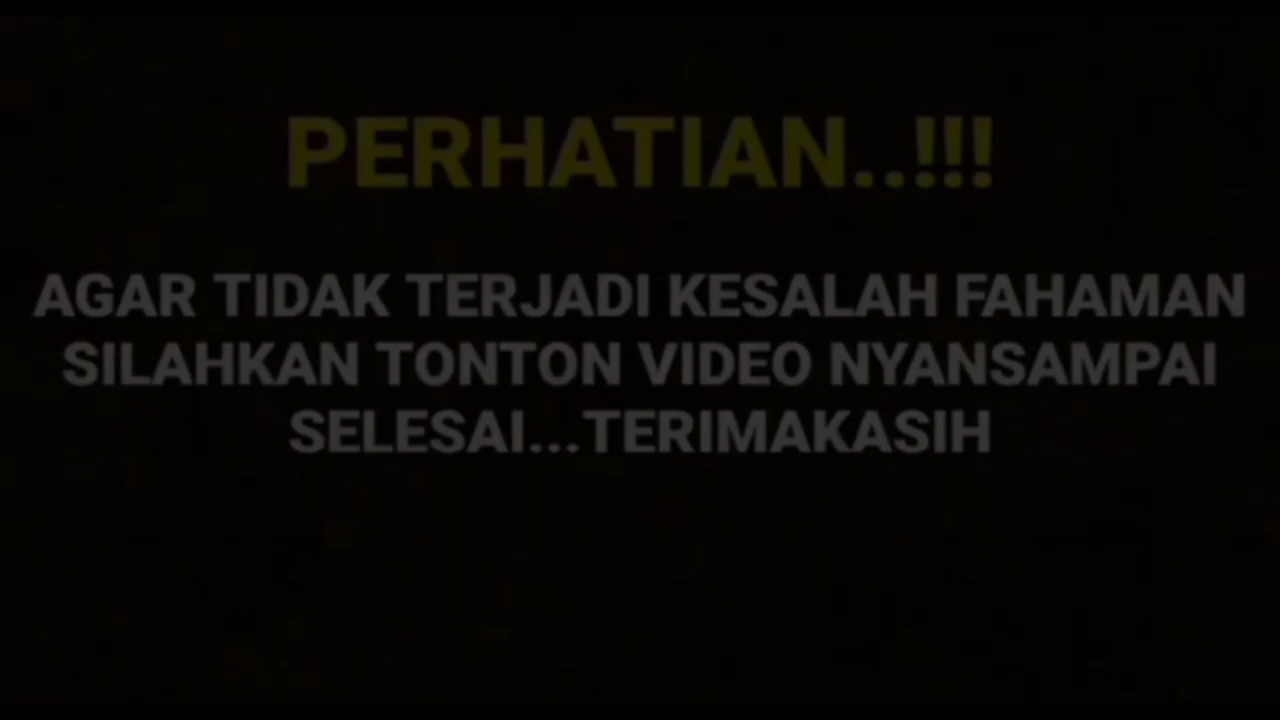 PERHATIAN..!!!
AGAR TIDAK TERJADI KESALAH FAHAMAN
SILAHKAN TONTON VIDEO NYANSAMPAI
SELESAI...TERIMAKASIH